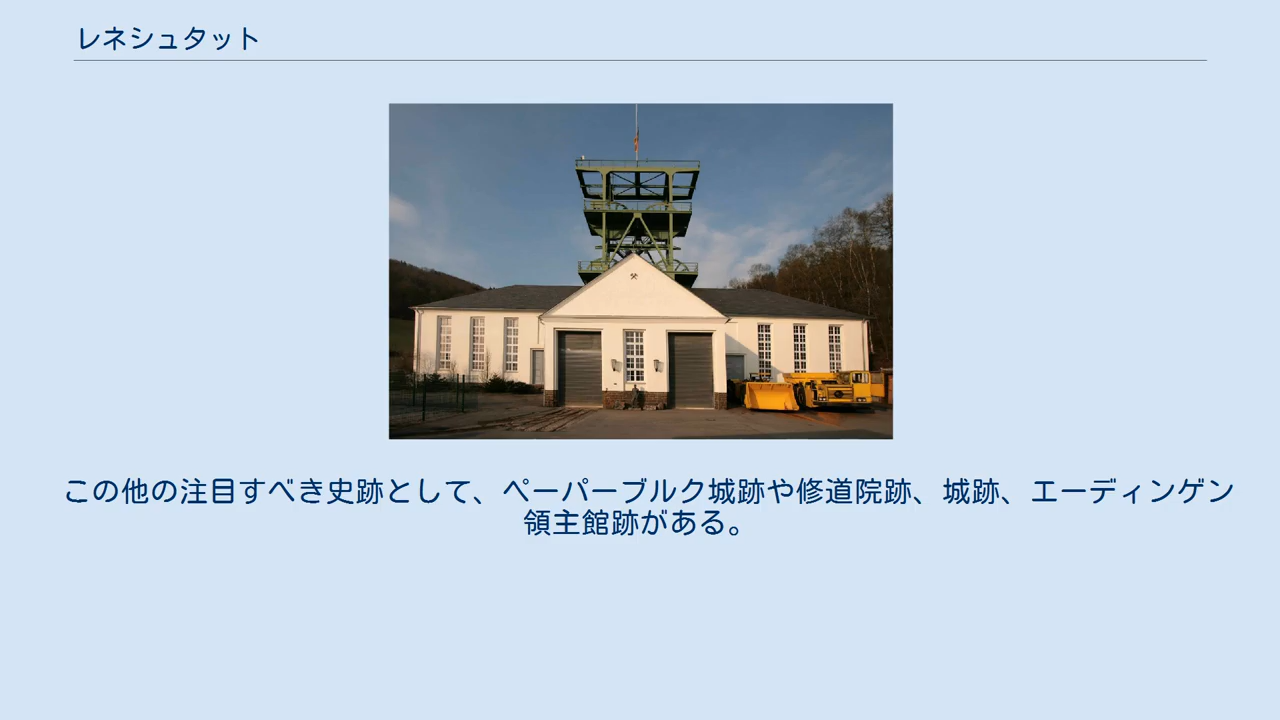 レネシュタット
この他の注目すべき史跡として、ペーパーブルク城跡や修道院跡、城跡、エーディンゲン
領主館跡がある。